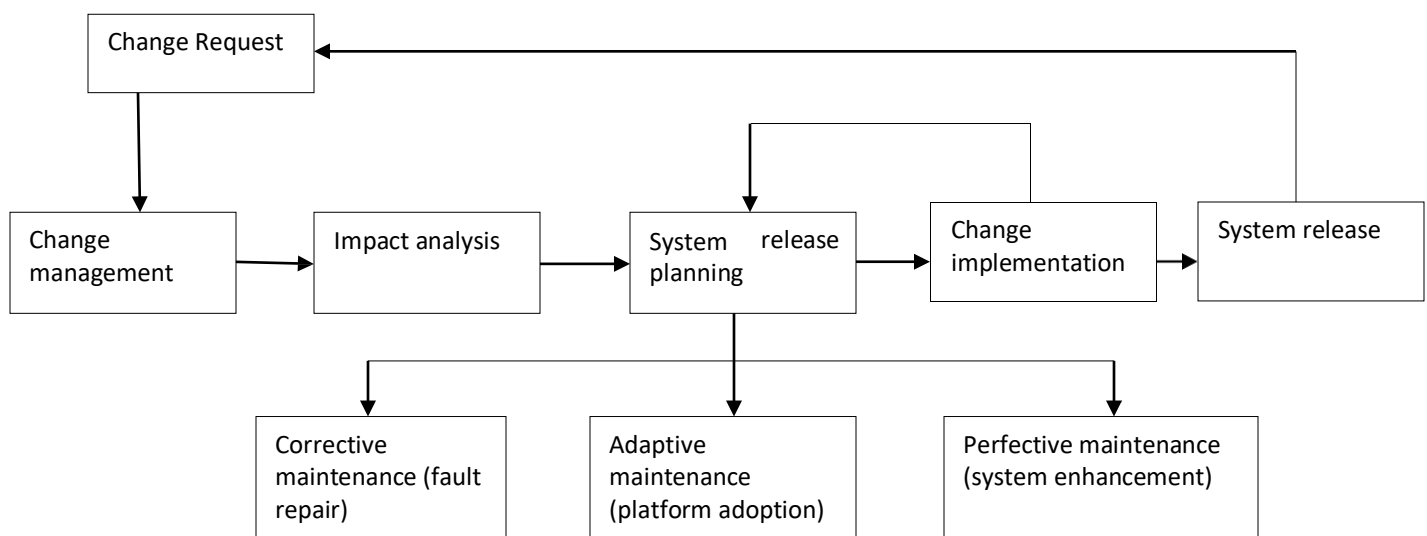 Change Request
Change
management
Impact analysis
System release
planning
Change
implementation
System release
Corrective
maintenance (fault
repair)
Adaptive
maintenance
(platform adoption)
Perfective maintenance
(system enhancement)